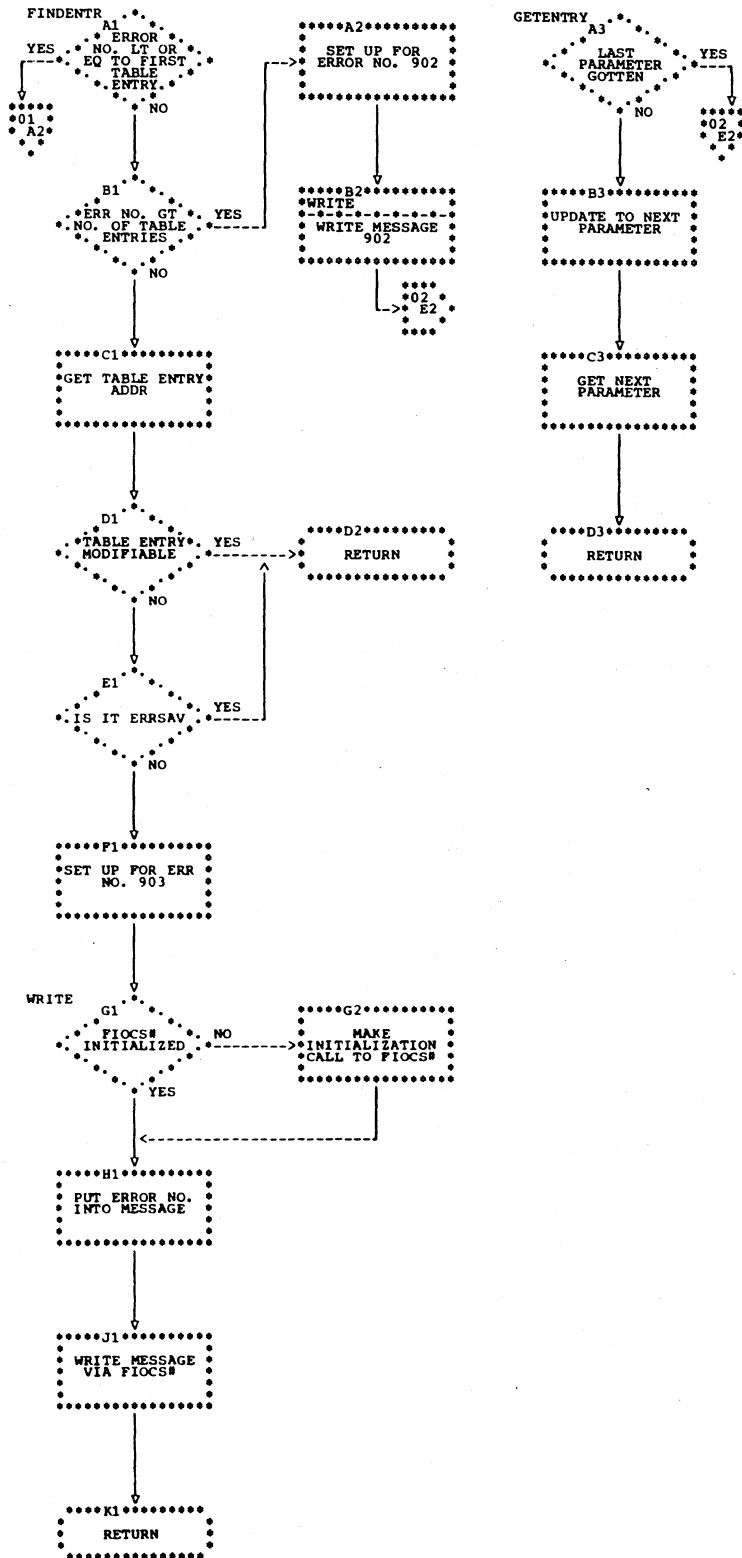 FINDENTR
A1
ERROR
NO. LT OR
EQ TO FIRST
TABLE
ENTRY.
YES
NO
01
A2
B1
ERR NO. GT
NO. OF TABLE
ENTRIES
YES
NO
C1
GET TABLE ENTRY
ADDR
D1
TABLE ENTRY
MODIFIABLE
YES
NO
E1
IS IT ERRSAV
YES
NO
F1
SET UP FOR ERR
NO. 903
WRITE
G1
FIOCS#
INITIALIZED
NO
YES
H1
PUT ERROR NO.
INTO MESSAGE
J1
WRITE MESSAGE
VIA FIOCS#
K1
RETURN
A2
SET UP FOR
ERROR NO. 902
B2
WRITE
WRITE MESSAGE
902
02
E2
D2
RETURN
G2
MAKE
INITIALIZATION
CALL TO FIOCS#
GETENTRY
A3
LAST
PARAMETER
GOTTEN
YES
NO
02
E2
B3
UPDATE TO NEXT
PARAMETER
C3
GET NEXT
PARAMETER
D3
RETURN